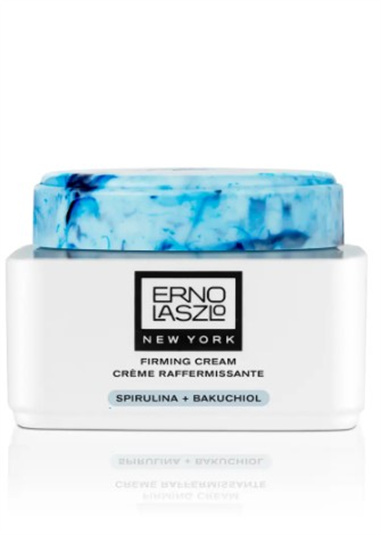 ERNO
LASZLO
NEW YORK
FIRMING CREAM
CRÈME RAFFERMISSANTE
SPIRULINA + BAKUCHIOL